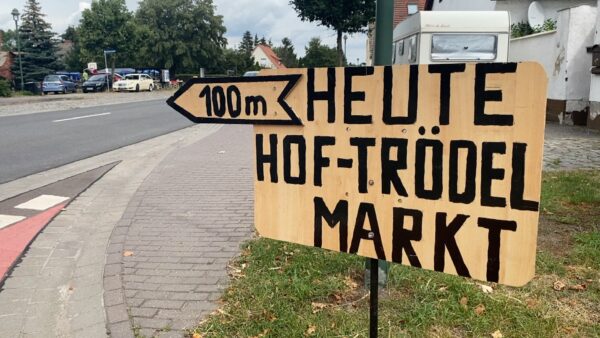 100m
HEUTE
HOF-TRÖDEL
MARKT